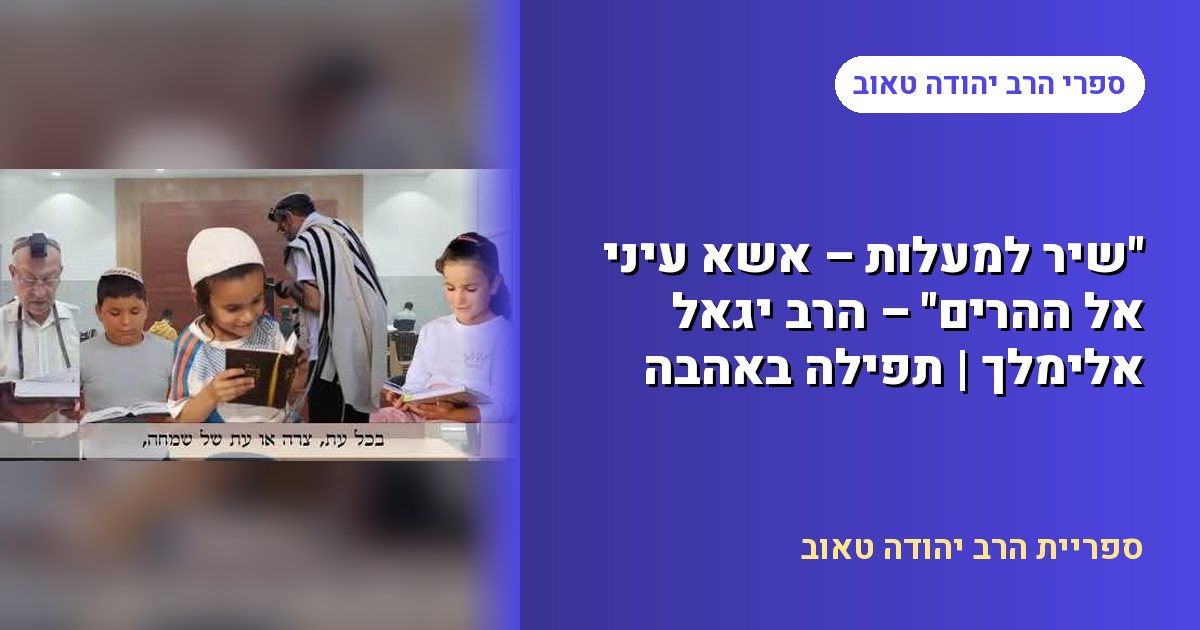 ספרי הרב יהודה טאוב
"שיר למעלות – אשא עיני
אל ההרים" – הרב יגאל
אלימלך | תפילה באהבה
ספריית הרב יהודה טאוב
בכל עת, צרה או עת של שמחה,